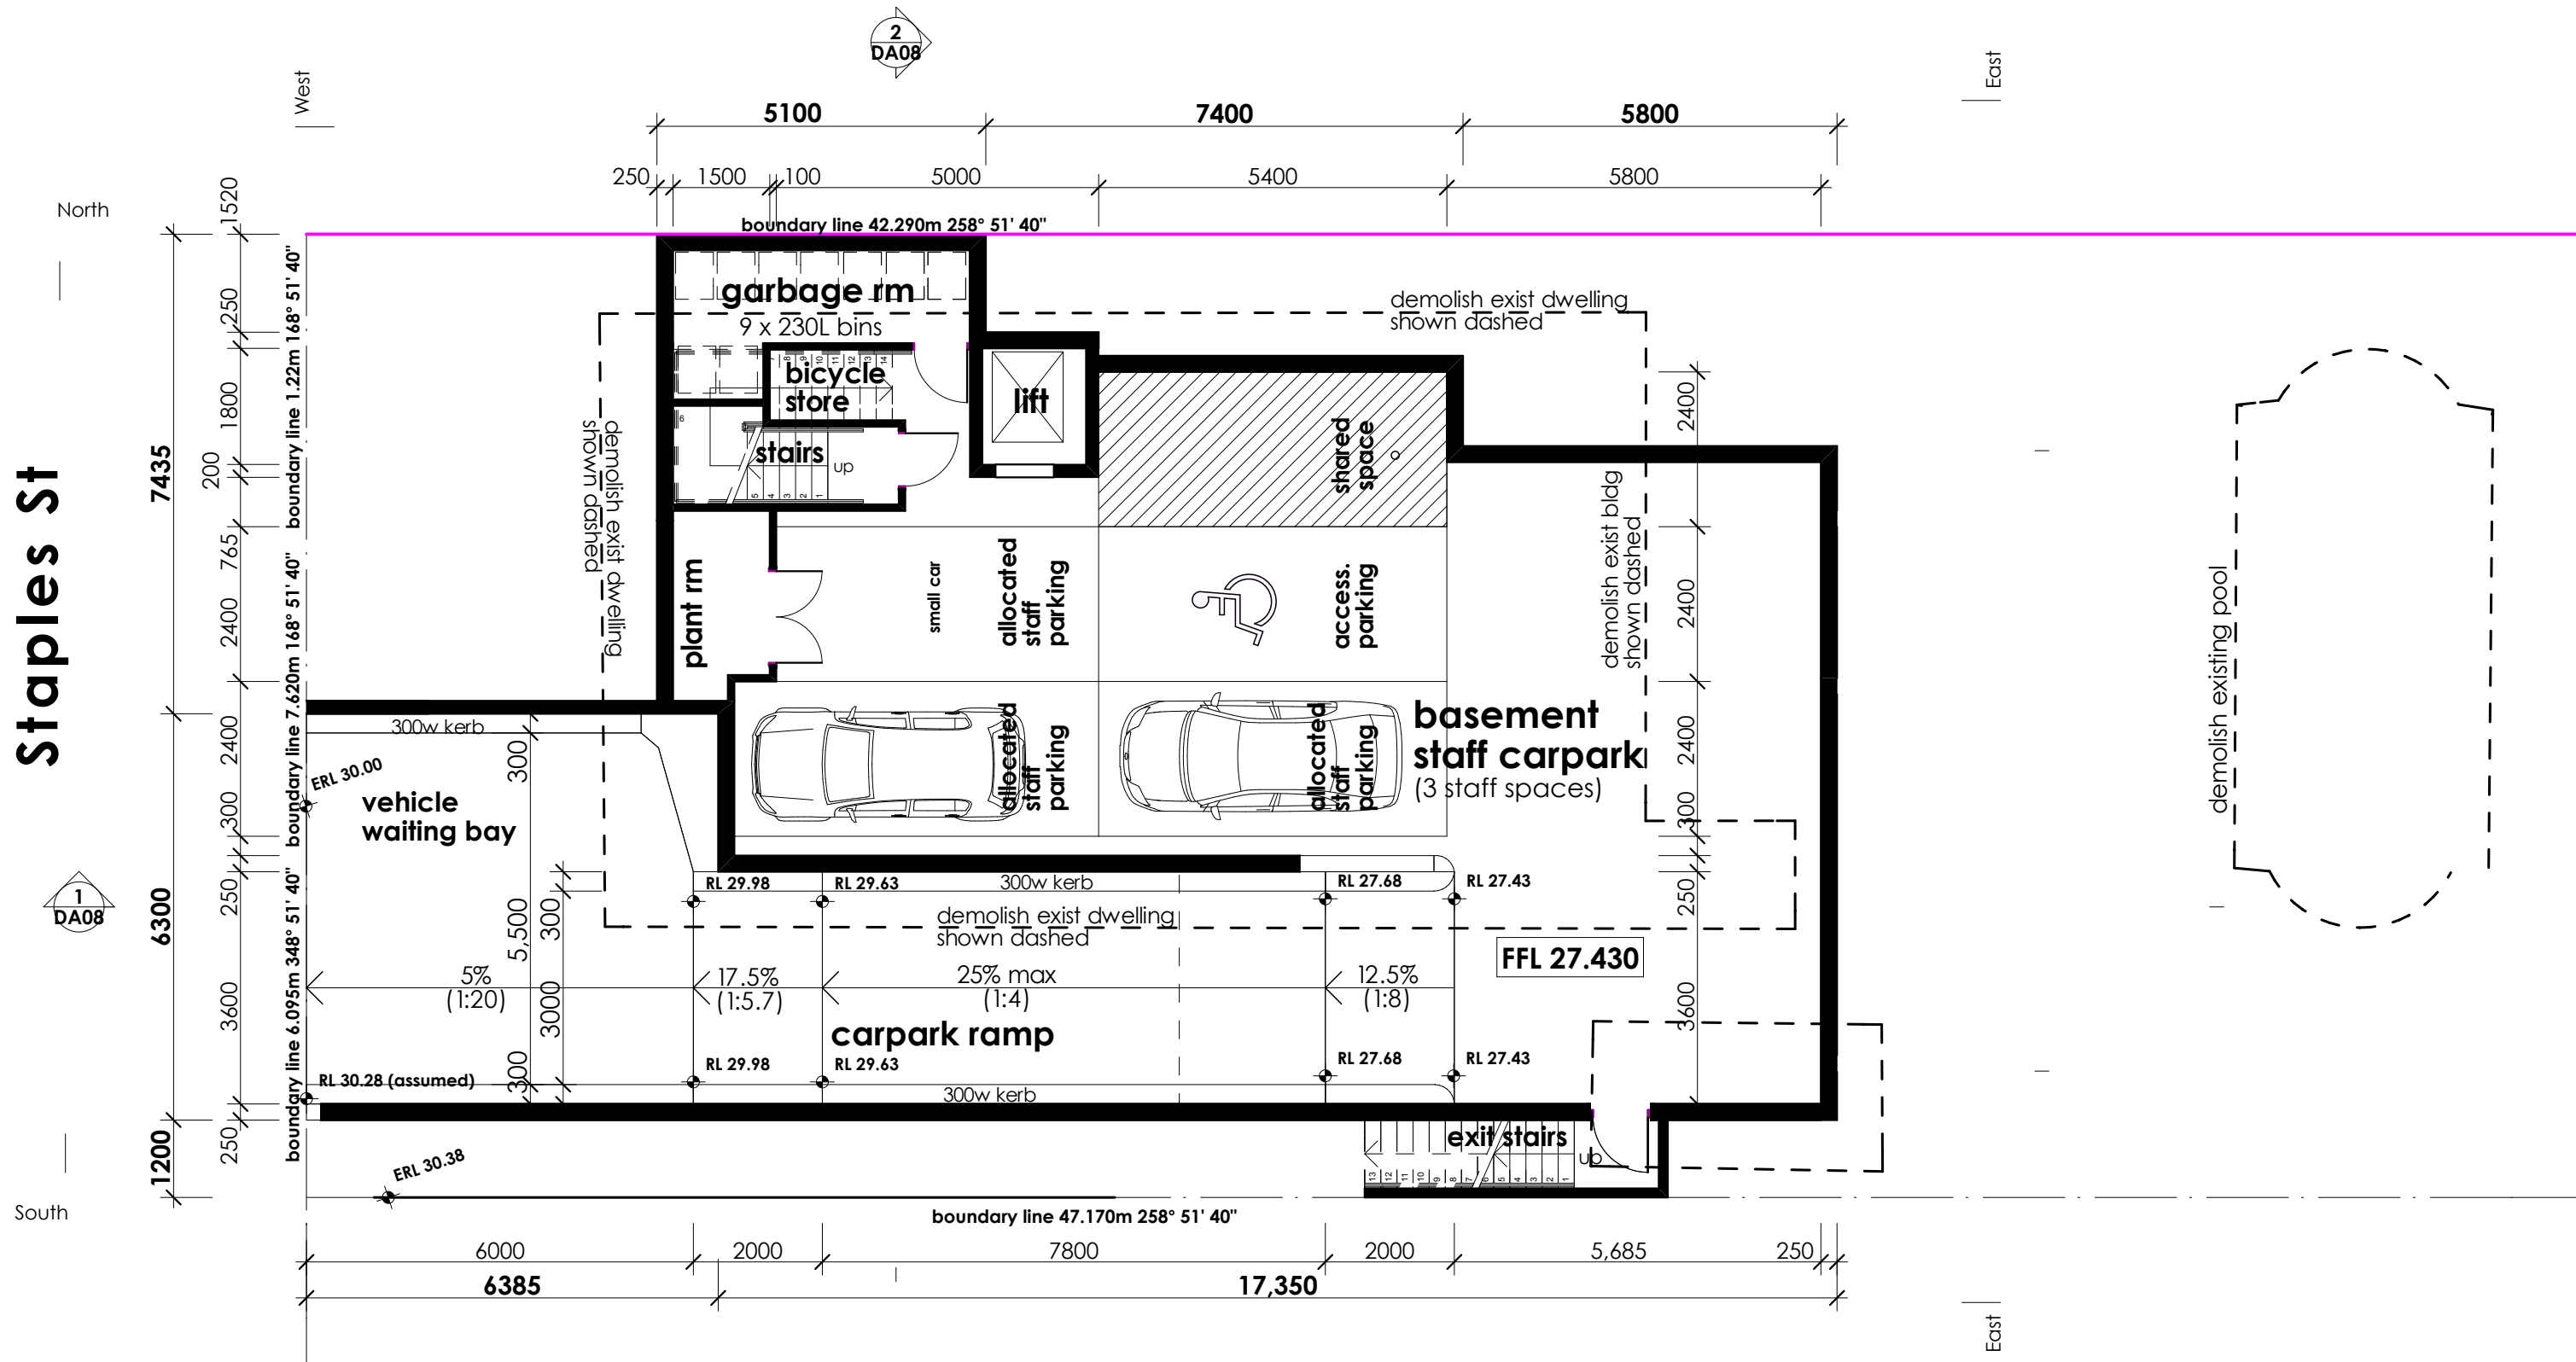 2
DA08
West
East
5100
7400
5800
250
1500
100
5000
5400
5800
North
boundary line 42.290m 258° 51' 40"
1520
250
1800
200
765
2400
2400
300
250
3600
250
7435
6300
1200
Staples St
boundary line 1.22m 168° 51' 40"
boundary line 7.620m 168° 51' 40"
boundary line 6.095m 348° 51' 40"
garbage rm
9 x 230L bins
demolish exist dwelling
shown dashed
bicycle
store
lift
stairs
up
demolish exist dwelling
shown dashed
plant rm
small car
allocated
staff
parking
shared
space
access.
parking
demolish exist bldg
shown dashed
2400
2400
2400
300
250
3600
demolish existing pool
300w kerb
300
ERL 30.00
vehicle
waiting bay
allocated
staff
parking
allocated
staff
parking
basement
staff carpark
(3 staff spaces)
1
DA08
RL 29.98
RL 29.63
300w kerb
RL 27.68
RL 27.43
5,500
300
demolish exist dwelling
shown dashed
FFL 27.430
5%
(1:20)
17.5%
(1:5.7)
25% max
(1:4)
12.5%
(1:8)
3000
carpark ramp
RL 29.98
RL 29.63
RL 27.68
RL 27.43
RL 30.28 (assumed)
300
300w kerb
exit stairs
up
ERL 30.38
South
boundary line 47.170m 258° 51' 40"
6000
2000
7800
2000
5,685
250
6385
17,350
East